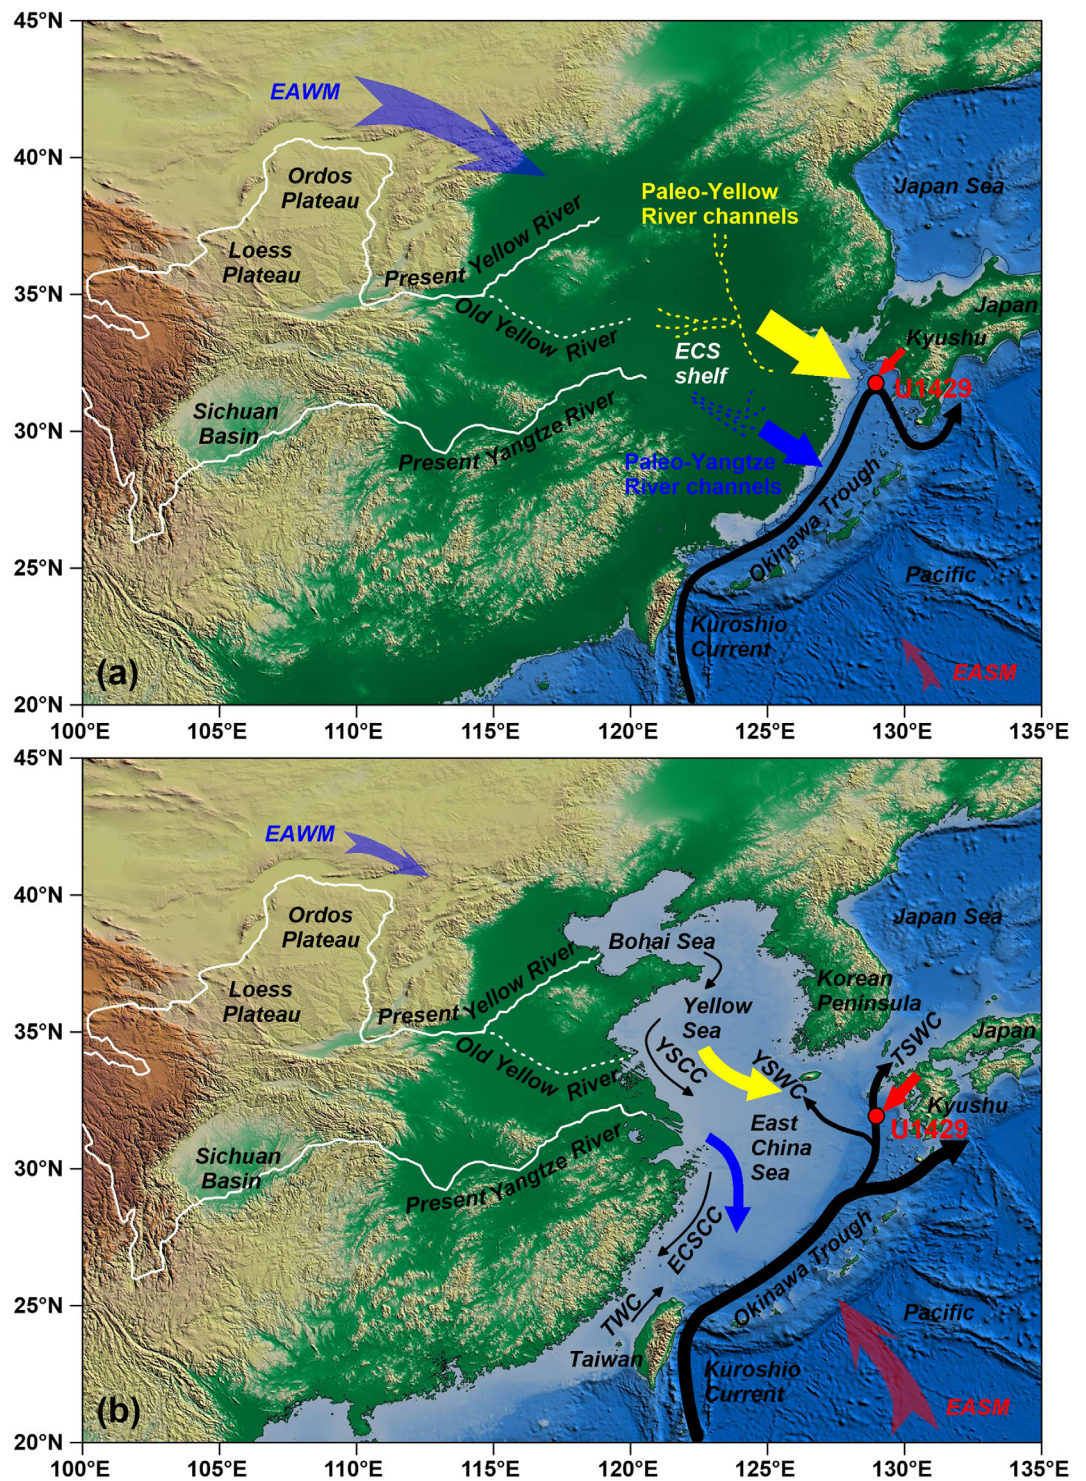 45°N
EAWM
40°N
Ordos
Plateau
Japan Sea
Paleo-Yellow
River channels
Loess
Plateau
Present Yellow River
35°N
Old Yellow River
Japan
Kyushu
ECS
shelf
U1429
Sichuan
Basin
30°N
Present Yangtze River
Paleo-Yangtze
River channels
Okinawa Trough
25°N
Pacific
Kuroshio
Current
(a)
EASM
20°N
100°E 105°E 110°E 115°E 120°E 125°E 130°E 135°E
45°N
EAWM
40°N
Ordos
Plateau
Japan Sea
Bohai Sea
Korean
Peninsula
Loess
Plateau
Yellow
Sea
Present Yellow River
35°N
Old Yellow River
YSCC
YSWC
TSWC
Japan
Kyushu
U1429
East
China
Sea
Sichuan
Basin
30°N
Present Yangtze River
ECSCC
Okinawa Trough
25°N
TWC
Pacific
Taiwan
Kuroshio
Current
(b)
EASM
20°N
100°E 105°E 110°E 115°E 120°E 125°E 130°E 135°E